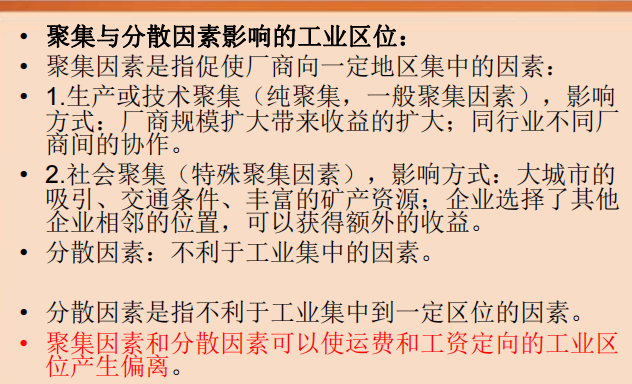 • 聚集与分散因素影响的工业区位：
• 聚集因素是指促使厂商向一定地区集中的因素：
• 1.生产或技术聚集（纯聚集，一般聚集因素），影响
方式：厂商规模扩大带来收益的扩大；同行业不同厂
商间的协作。
• 2.社会聚集（特殊聚集因素），影响方式：大城市的
吸引、交通条件、丰富的矿产资源；企业选择了其他
企业相邻的位置，可以获得额外的收益。
• 分散因素：不利于工业集中的因素。
• 分散因素是指不利于工业集中到一定区位的因素。
• 聚集因素和分散因素可以使运费和工资定向的工业区
位产生偏离。